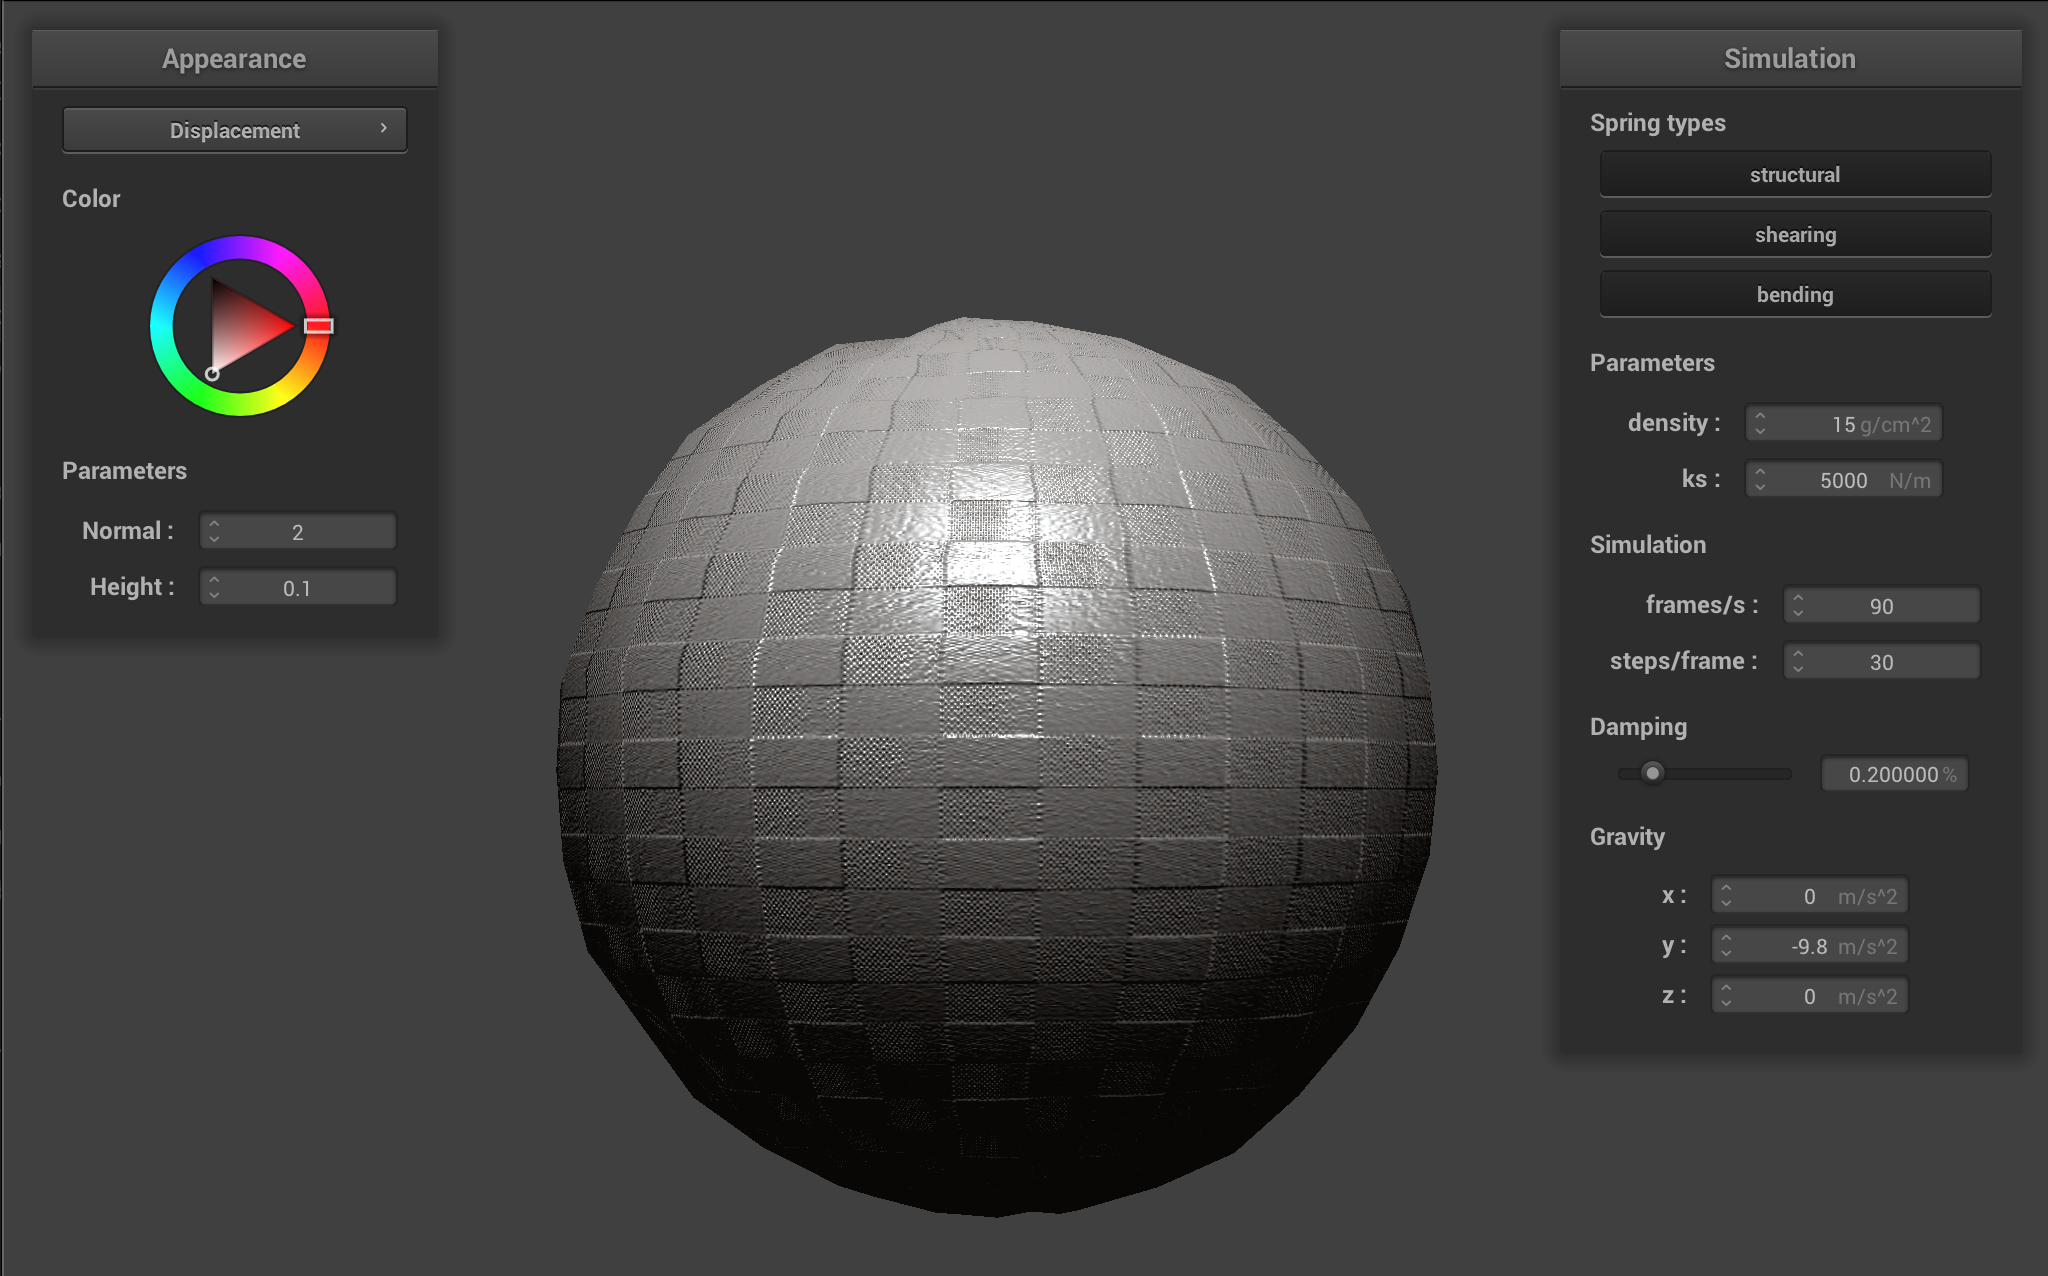 Appearance
Displacement
Color
Parameters
Normal : 2
Height : 0.1
Simulation
Spring types
structural
shearing
bending
Parameters
density : 15 g/cm^2
ks : 5000 N/m
Simulation
frames/s : 90
steps/frame : 30
Damping
0.200000 %
Gravity
x : 0 m/s^2
y : -9.8 m/s^2
z : 0 m/s^2